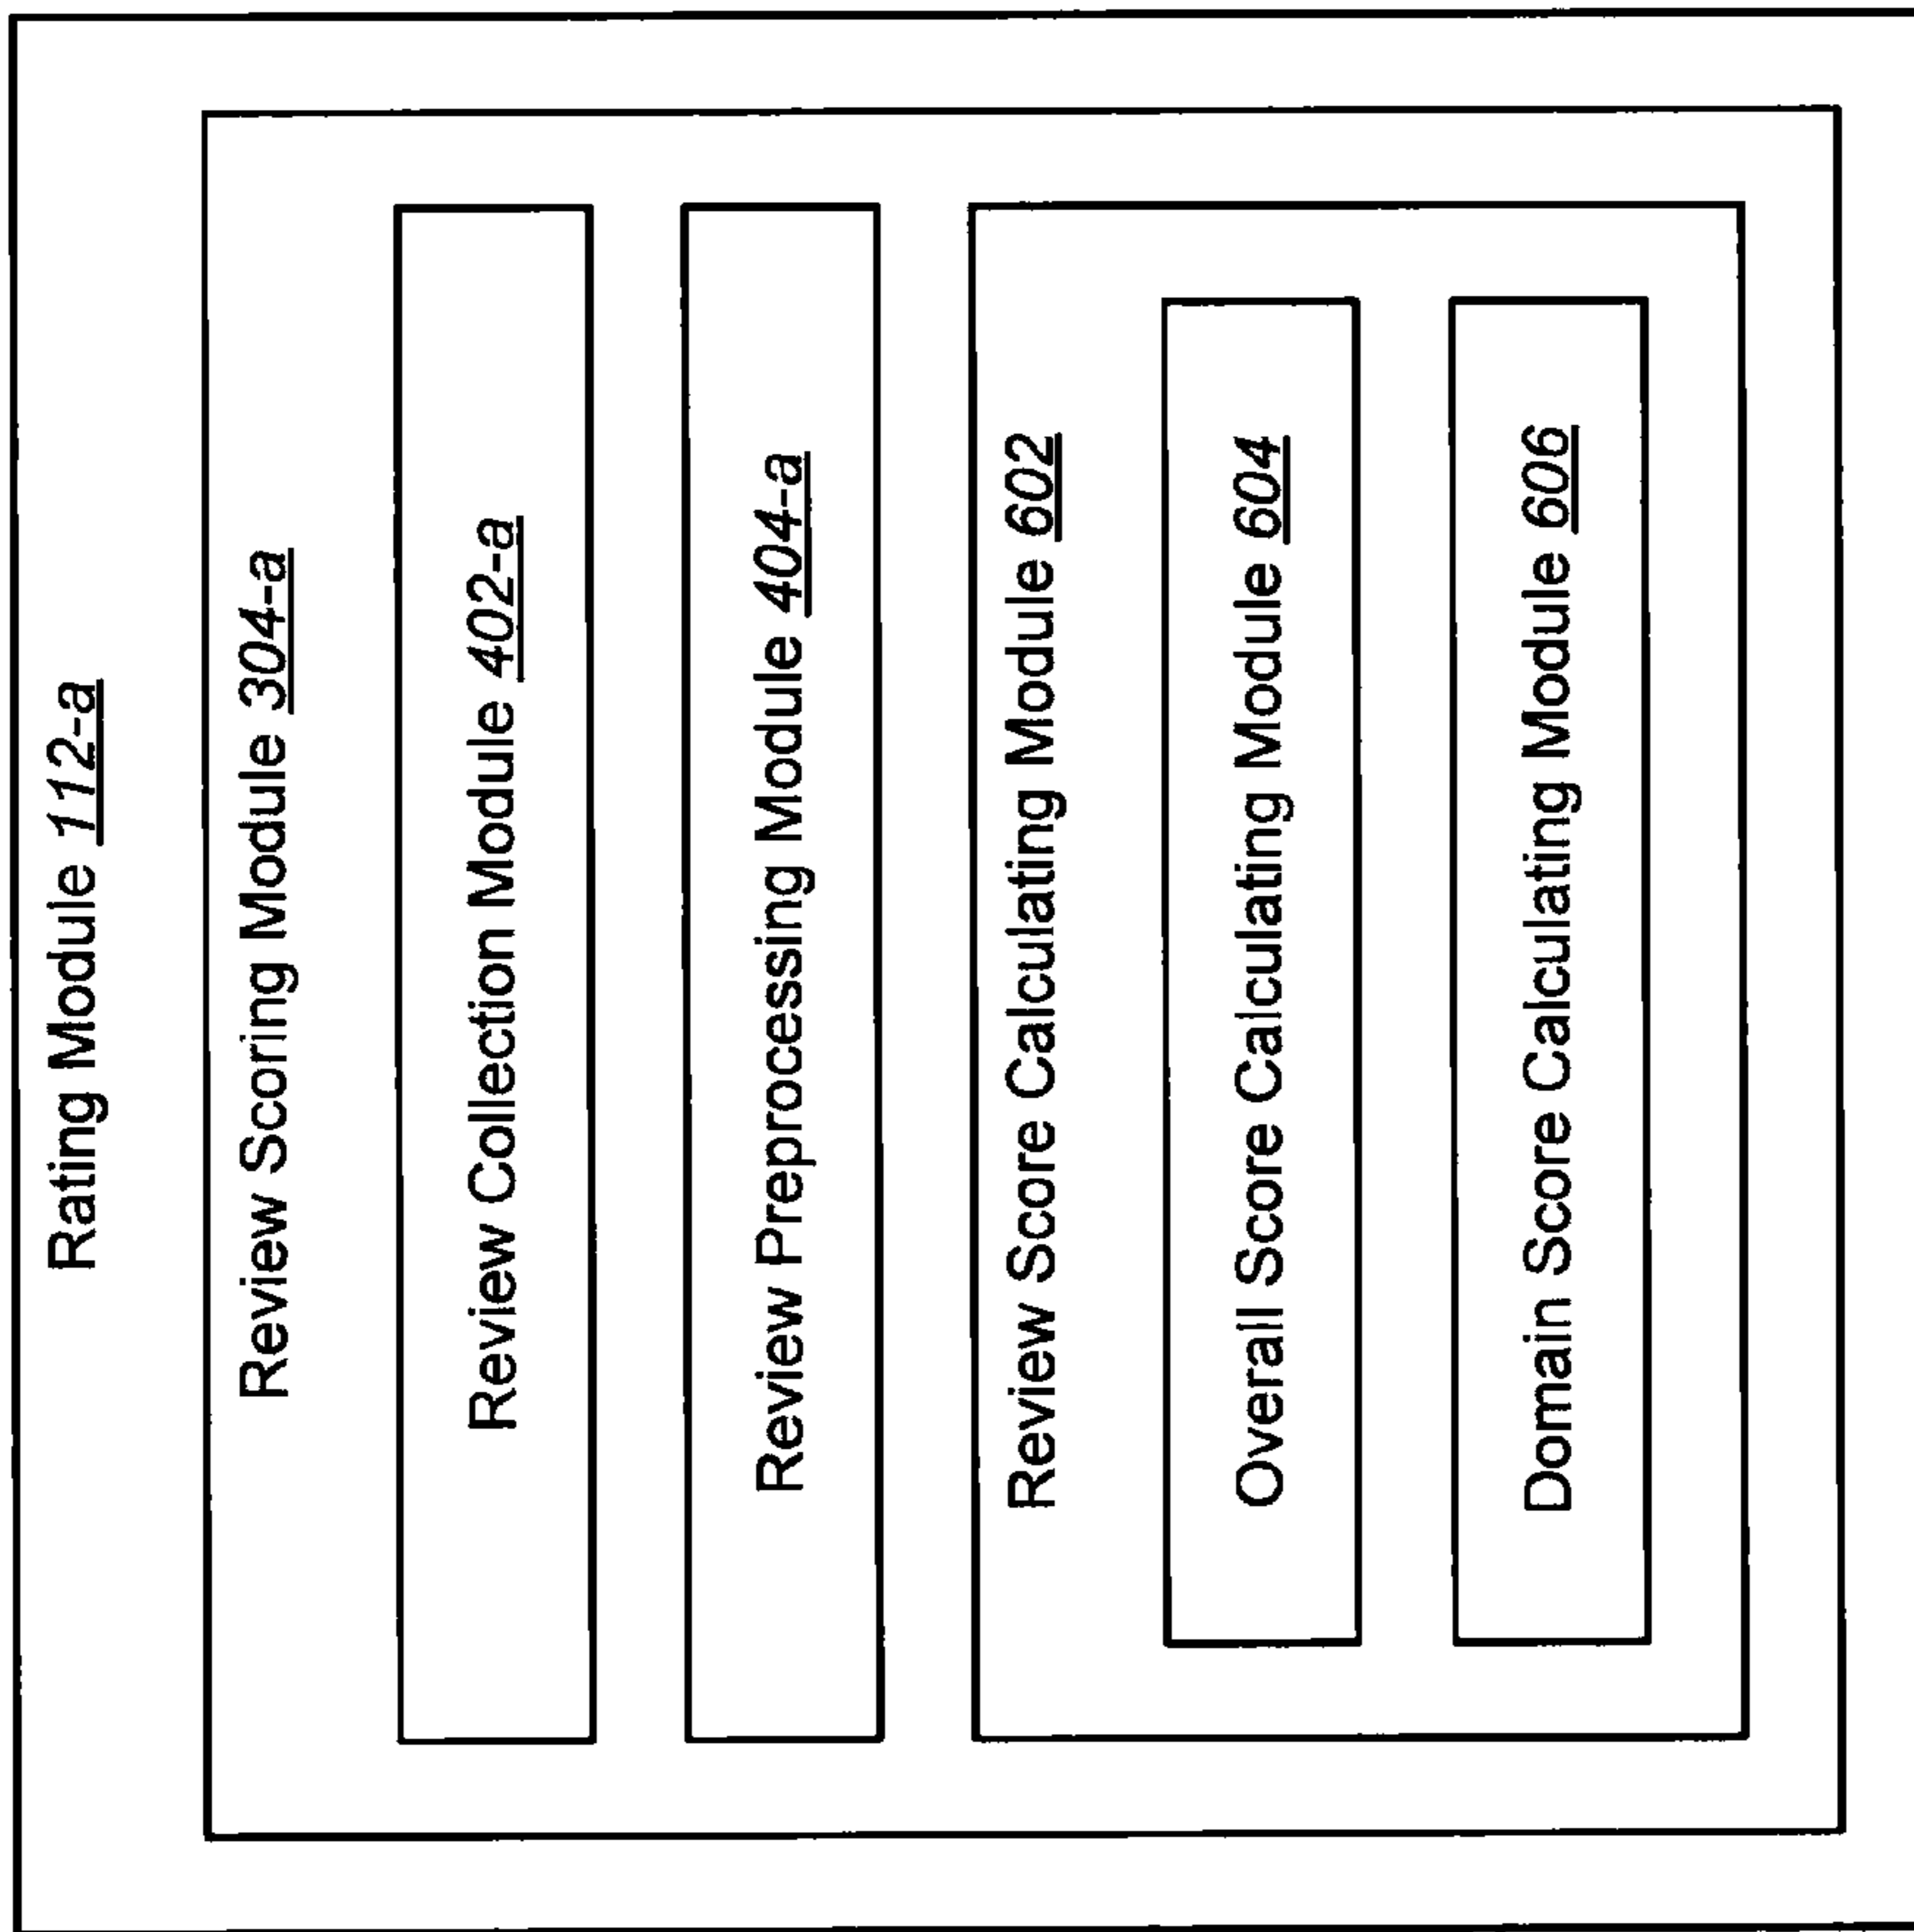 Rating Module 112-a
Review Scoring Module 304-a
Review Collection Module 402-a
Review Preprocessing Module 404-a
Review Score Calculating Module 602
Overall Score Calculating Module 604
Domain Score Calculating Module 606